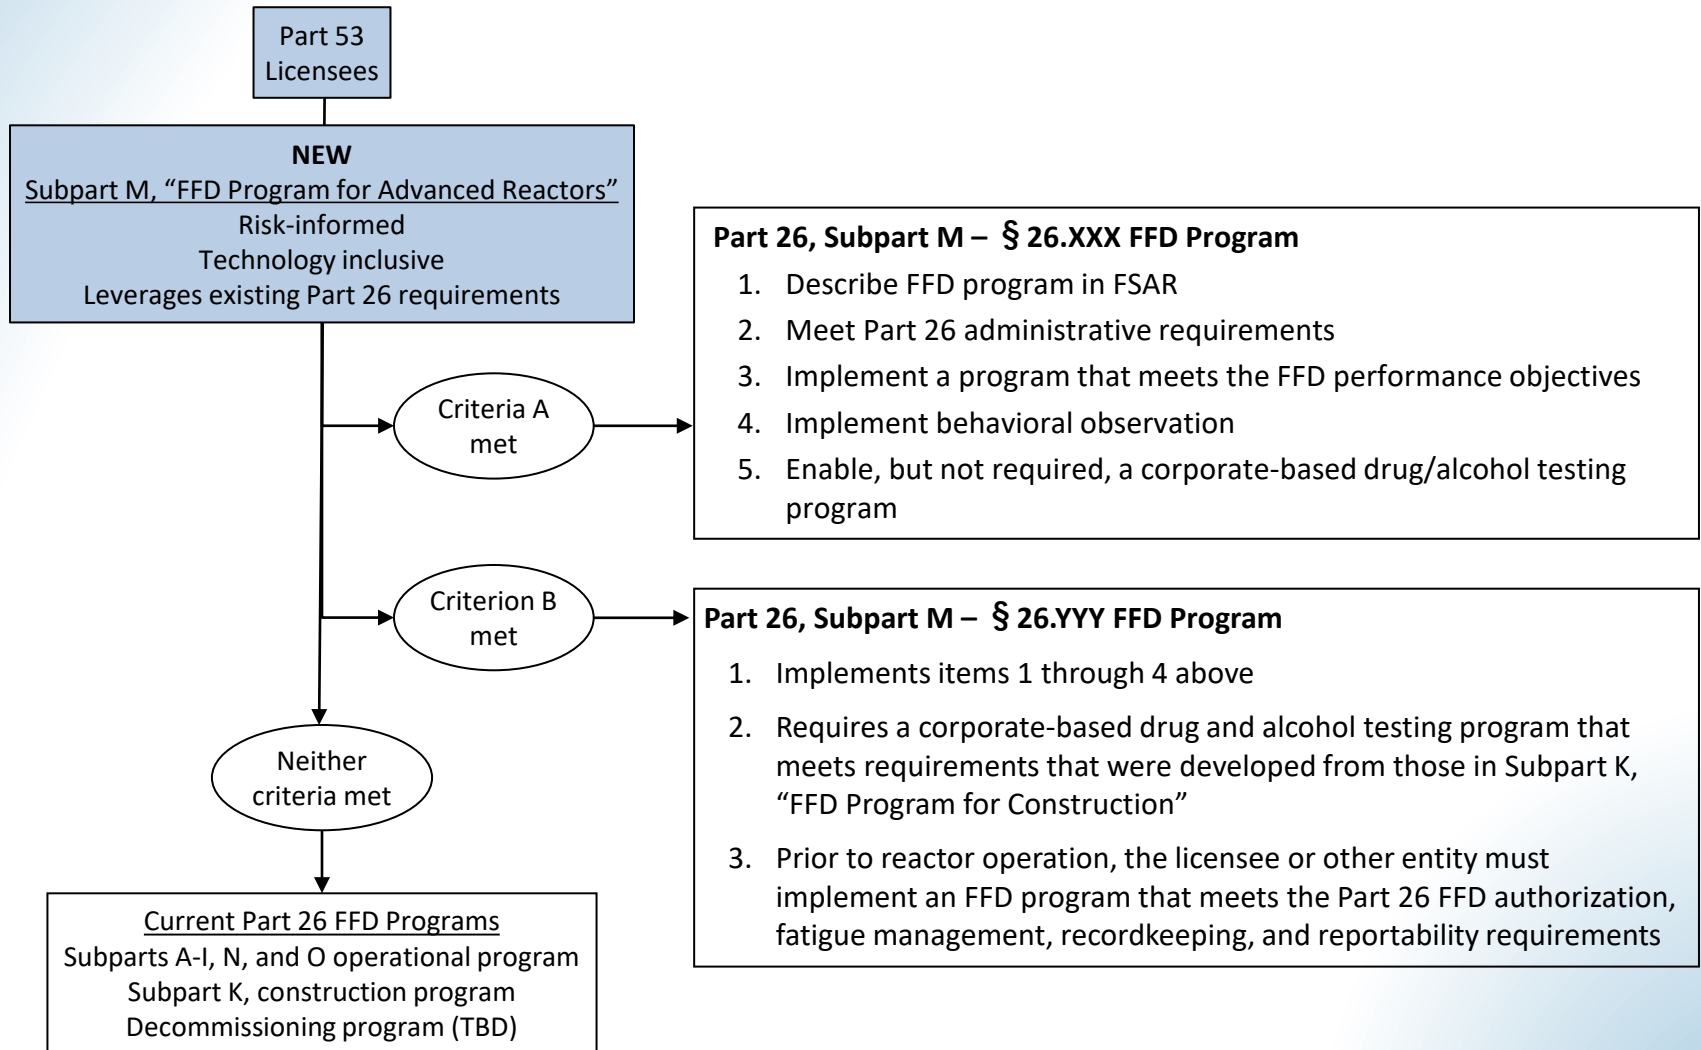 Part 53
Licensees
NEW
Subpart M, “FFD Program for Advanced Reactors”
Risk-informed
Technology inclusive
Leverages existing Part 26 requirements
Criteria A
met
Part 26, Subpart M – § 26.XXX FFD Program
1. Describe FFD program in FSAR
2. Meet Part 26 administrative requirements
3. Implement a program that meets the FFD performance objectives
4. Implement behavioral observation
5. Enable, but not required, a corporate-based drug/alcohol testing
program
Criterion B
met
Part 26, Subpart M – § 26.YYY FFD Program
1. Implements items 1 through 4 above
2. Requires a corporate-based drug and alcohol testing program that
meets requirements that were developed from those in Subpart K,
“FFD Program for Construction”
3. Prior to reactor operation, the licensee or other entity must
implement an FFD program that meets the Part 26 FFD authorization,
fatigue management, recordkeeping, and reportability requirements
Neither
criteria met
Current Part 26 FFD Programs
Subparts A-I, N, and O operational program
Subpart K, construction program
Decommissioning program (TBD)